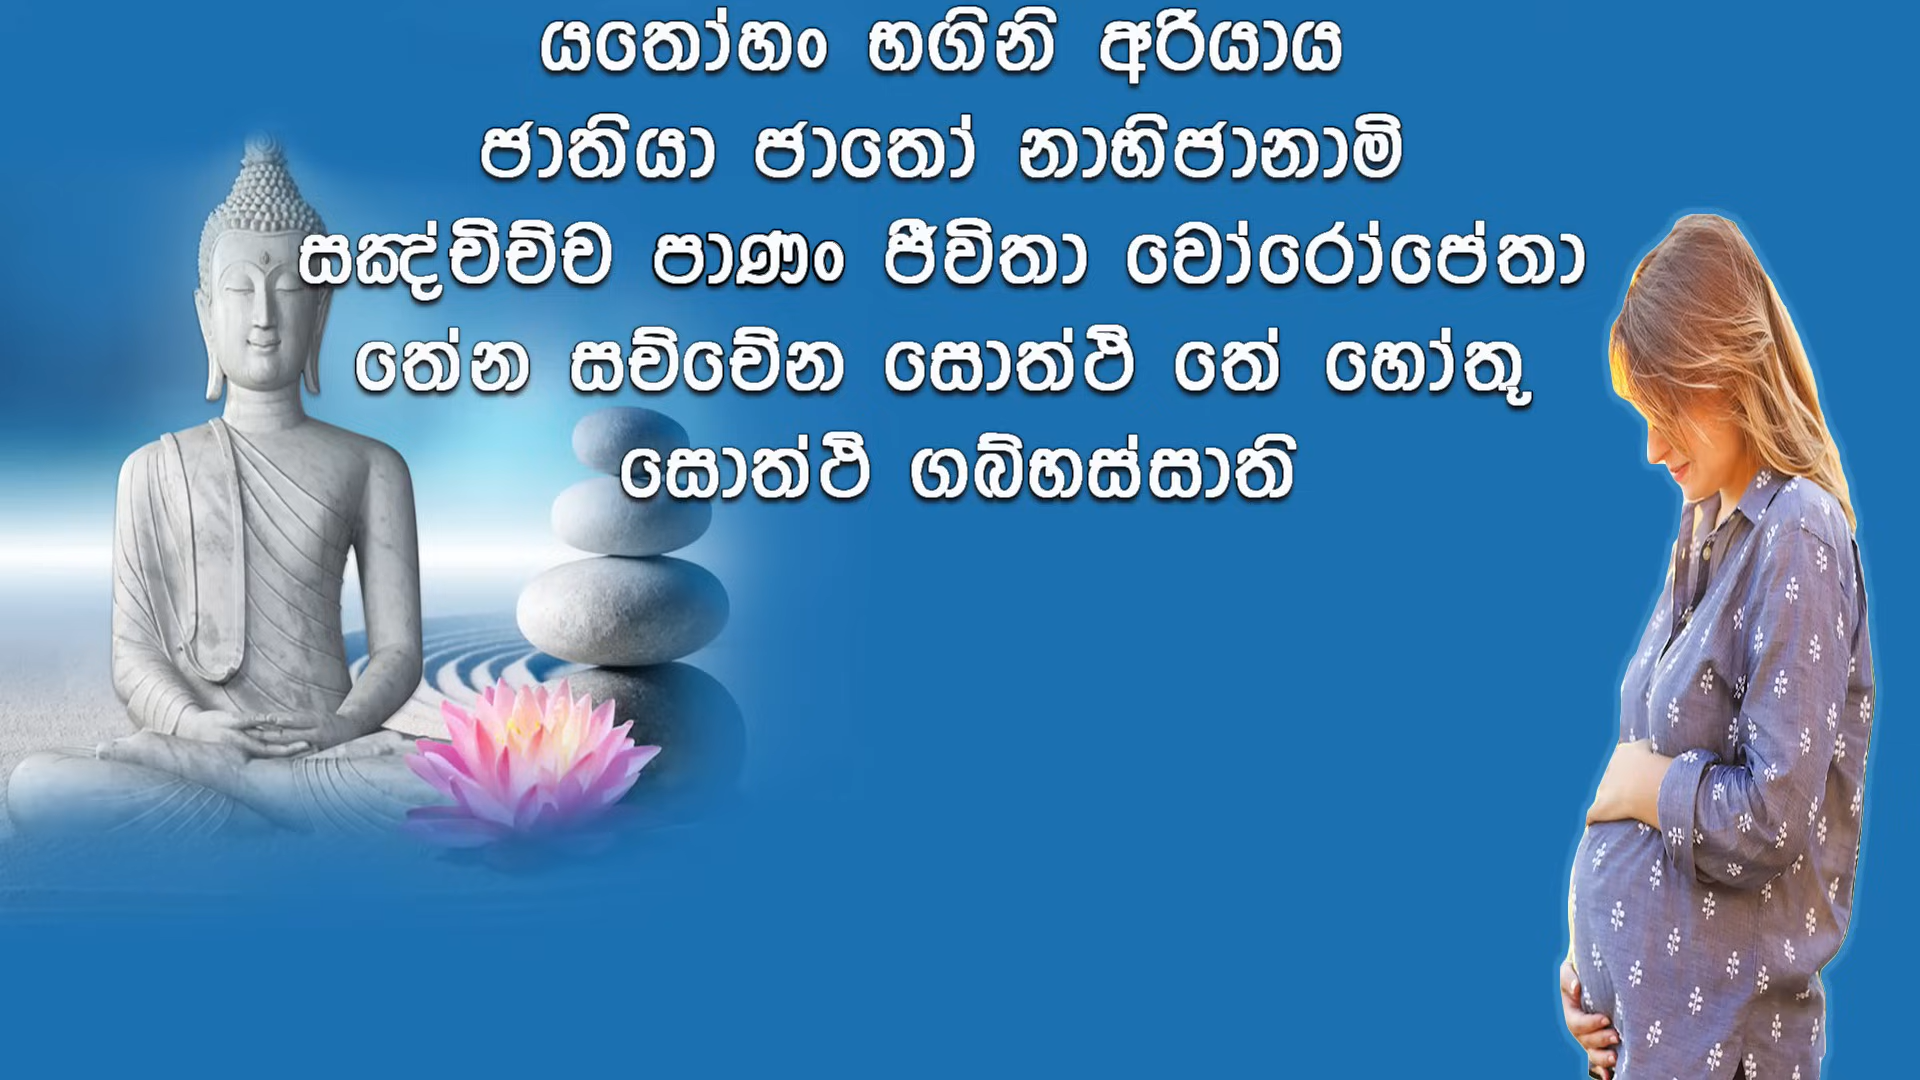 යතෝහං භගිනි අරියාය
ජාතියා ජාතෝ නාභිජානාමි
සඤ්චිච්ච පාණං ජීවිතා වෝරෝපේතා
තේන සච්චේන සොත්ථි තේ හෝතූ
සොත්ථි ගබ්භස්සාති